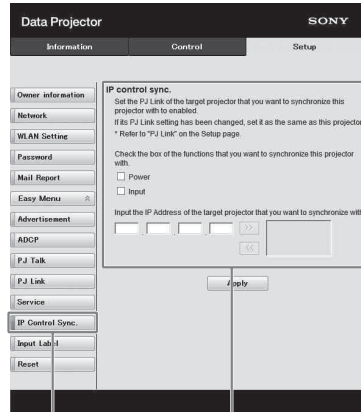 Data Projector
SONY
Information
Control
Setup
Owner information
Network
WLAN Setting
Password
Mail Report
Easy Menu
Advertisement
ADCP
PJ Talk
PJ Link
Service
IP Control Sync.
Input Label
Reset
IP control sync.
Set the PJ Link of the target projector that you want to synchronize this
projector with to enabled.
If its PJ Link setting has been changed, set it as the same as this projector
* Refer to "PJ Link" on the Setup page.
Check the box of the functions that you want to synchronize this projector
with.
Power
Input
Input the IP Address of the target projector that you want to synchronize with
>>
<<
Apply